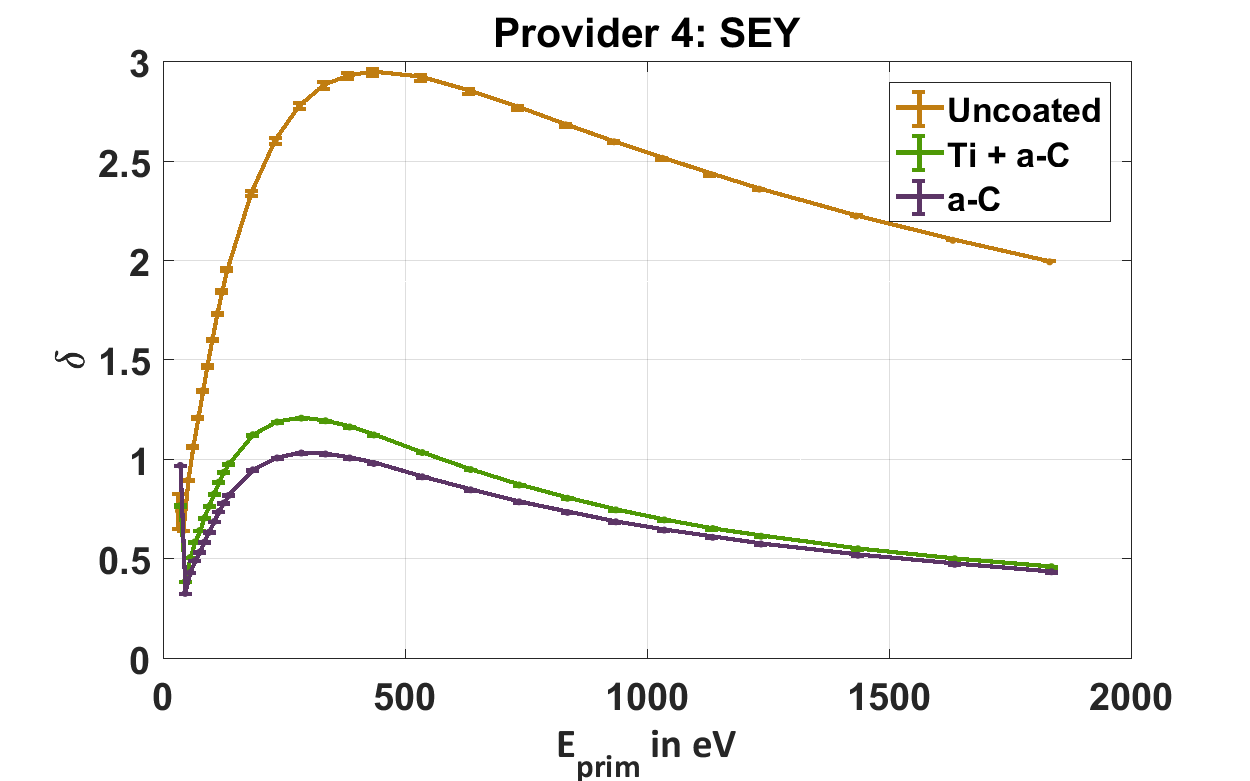 Provider 4: SEY
3
2.5
2
1.5
1
0.5
0
δ
Uncoated
Ti + a-C
a-C
0 500 1000 1500 2000
E_prim in eV